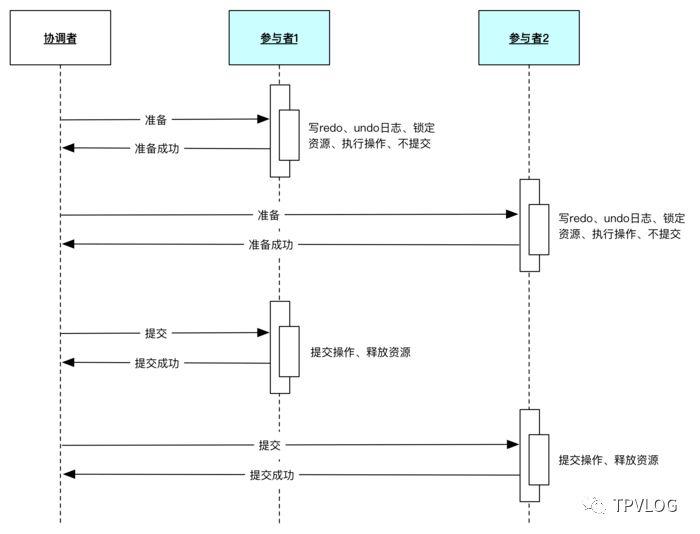 协调者
参与者1
参与者2
准备
写redo、undo日志、锁定
资源、执行操作、不提交
准备成功
准备
写redo、undo日志、锁定
资源、执行操作、不提交
准备成功
提交
提交操作、释放资源
提交成功
提交
提交操作、释放资源
提交成功
TPVLOG